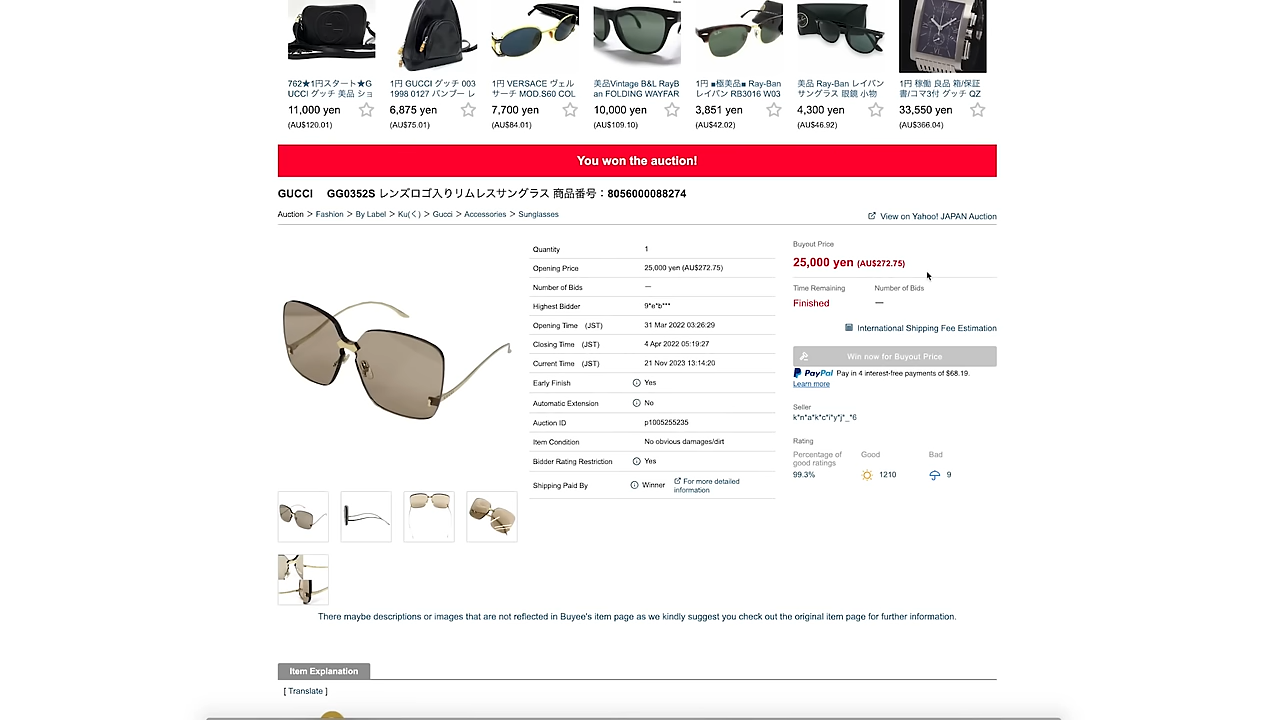 762★1円スタート★G
UCCI グッチ 美品 ショ
11,000 yen
(AU$120.01)
1円 GUCCI グッチ 003
1998 0127 バンブー レ
6,875 yen
(AU$75.01)
1円 VERSACE ヴェル
サーチ MOD.S60 COL
7,700 yen
(AU$84.01)
美品Vintage B&L RayB
an FOLDING WAYFAR
10,000 yen
(AU$109.10)
1円 ■極美品■ Ray-Ban
レイバン RB3016 W03
3,851 yen
(AU$42.02)
美品 Ray-Ban レイバン
サングラス 眼鏡 小物
4,300 yen
(AU$46.92)
1円 稼働 良品 箱/保証
書/コマ3付 グッチ QZ
33,550 yen
(AU$366.04)
You won the auction!
GUCCI GG0352S レンズロゴ入りリムレスサングラス 商品番号：8056000088274
Auction > Fashion > By Label > Ku(く) > Gucci > Accessories > Sunglasses
View on Yahoo! JAPAN Auction
Quantity 1
Opening Price 25,000 yen (AU$272.75)
Number of Bids —
Highest Bidder 9*e*b***
Opening Time (JST) 31 Mar 2022 03:26:29
Closing Time (JST) 4 Apr 2022 05:19:27
Current Time (JST) 21 Nov 2023 13:14:20
Early Finish Yes
Automatic Extension No
Auction ID p1005255235
Item Condition No obvious damages/dirt
Bidder Rating Restriction Yes
Shipping Paid By Winner For more detailed
information
Buyout Price
25,000 yen (AU$272.75)
Time Remaining Number of Bids
Finished —
International Shipping Fee Estimation
Win now for Buyout Price
PayPal Pay in 4 interest-free payments of $68.19.
Learn more
Seller
k*n*a*k*c*i*y*j*_*6
Rating
Percentage of
good ratings
Good
Bad
99.3%
1210
9
There maybe descriptions or images that are not reflected in Buyee's item page as we kindly suggest you check out the original item page for further information.
Item Explanation
[ Translate ]